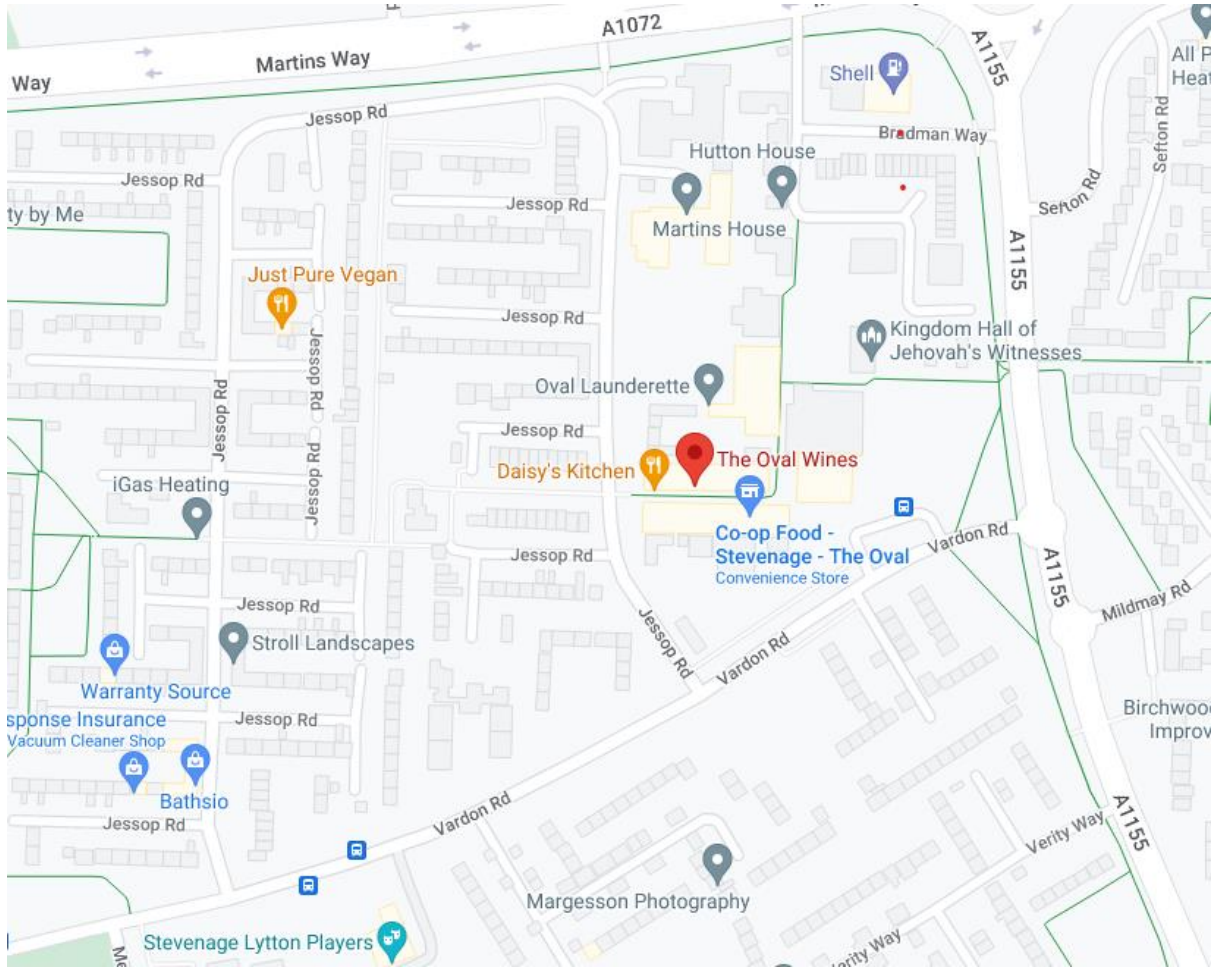 A1072
Martins Way
Way
A1155
All P
Heat
Shell
Jessop Rd
Bradman Way
Sefton Rd
Hutton House
Jessop Rd
Jessop Rd
Sefton Rd
ty by Me
Martins House
A1155
Just Pure Vegan
Jessop Rd
Kingdom Hall of
Jehovah's Witnesses
Jessop Rd
Oval Launderette
Jessop Rd
Jessop Rd
Jessop Rd
The Oval Wines
Daisy's Kitchen
iGas Heating
Co-op Food -
Stevenage - The Oval
Convenience Store
Vardon Rd
Jessop Rd
A1155
Mildmay Rd
Jessop Rd
Jessop Rd
Stroll Landscapes
Vardon Rd
Warranty Source
Birchwoo
Improv
sponse Insurance
Vacuum Cleaner Shop
Jessop Rd
Bathsio
Jessop Rd
Vardon Rd
A1155
Verity Way
Margesson Photography
Stevenage Lytton Players
Me
Verity Way